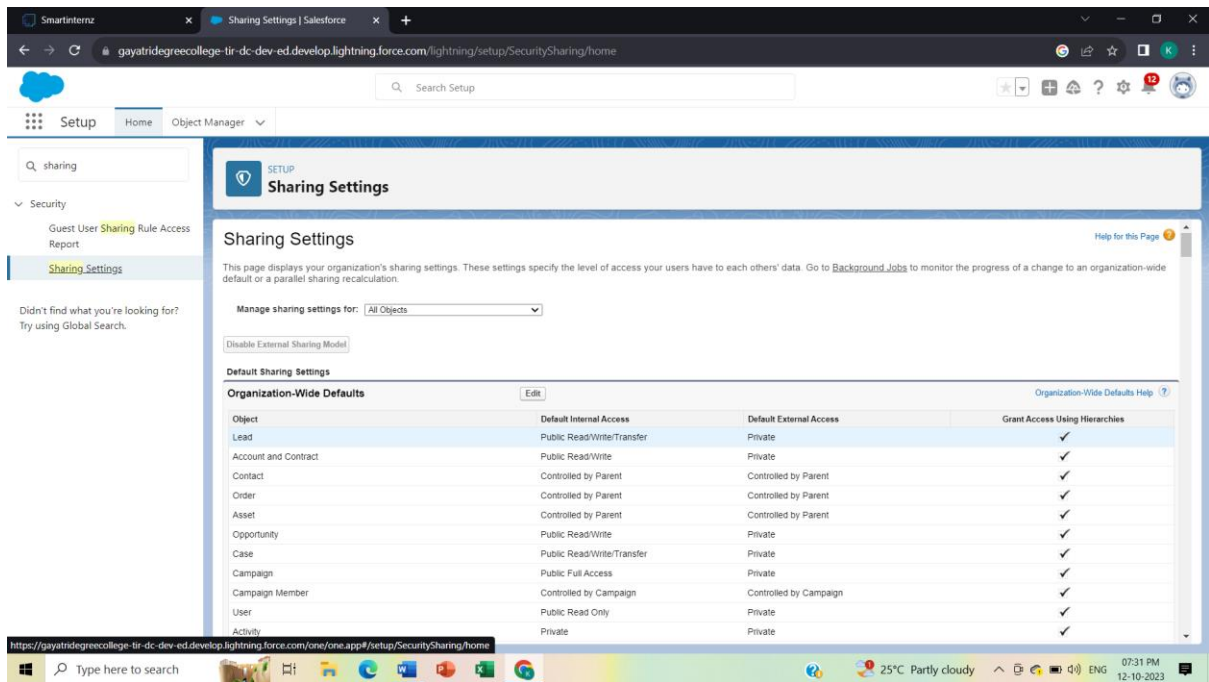 Smartinternz
Sharing Settings | Salesforce
gayatridegreecollege-tir-dc-dev-ed.develop.lightning.force.com/lightning/setup/SecuritySharing/home
K
Search Setup
12
Setup
Home
Object Manager
sharing
Security
Guest User Sharing Rule Access
Report
Sharing Settings
Didn't find what you're looking for?
Try using Global Search.
SETUP
Sharing Settings
Sharing Settings
Help for this Page
This page displays your organization's sharing settings. These settings specify the level of access your users have to each others' data. Go to Background Jobs to monitor the progress of a change to an organization-wide
default or a parallel sharing recalculation.
Manage sharing settings for: All Objects
Disable External Sharing Model
Default Sharing Settings
Organization-Wide Defaults Edit Organization-Wide Defaults Help ?
Object Default Internal Access Default External Access Grant Access Using Hierarchies
Lead Public Read/Write/Transfer Private ✓
Account and Contract Public Read/Write Private ✓
Contact Controlled by Parent Controlled by Parent ✓
Order Controlled by Parent Controlled by Parent ✓
Asset Controlled by Parent Controlled by Parent ✓
Opportunity Public Read/Write Private ✓
Case Public Read/Write/Transfer Private ✓
Campaign Public Full Access Private ✓
Campaign Member Controlled by Campaign Controlled by Campaign ✓
User Public Read Only Private ✓
Activity Private Private ✓
https://gayatridegreecollege-tir-dc-dev-ed.develop.lightning.force.com/one/one.app#/setup/SecuritySharing/home
Type here to search
25°C Partly cloudy
ENG
07:31 PM
12-10-2023